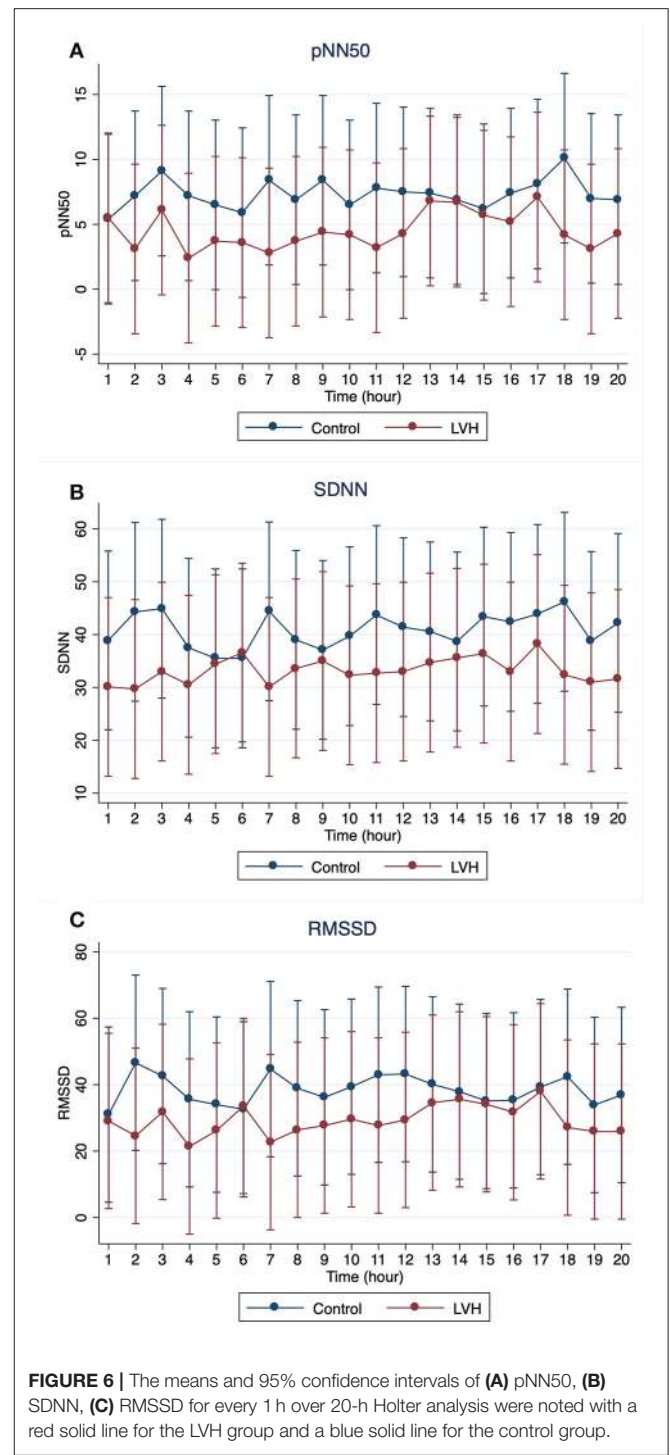 A
pNN50
15
10
5
0
-5
pNN50
1 2 3 4 5 6 7 8 9 10 11 12 13 14 15 16 17 18 19 20
Time (hour)
Control LVH
B
SDNN
60
50
40
30
20
10
SDNN
1 2 3 4 5 6 7 8 9 10 11 12 13 14 15 16 17 18 19 20
Time (hour)
Control LVH
C
RMSSD
80
60
40
20
0
RMSSD
1 2 3 4 5 6 7 8 9 10 11 12 13 14 15 16 17 18 19 20
Time (hour)
Control LVH
FIGURE 6 | The means and 95% confidence intervals of (A) pNN50, (B)
SDNN, (C) RMSSD for every 1 h over 20-h Holter analysis were noted with a
red solid line for the LVH group and a blue solid line for the control group.